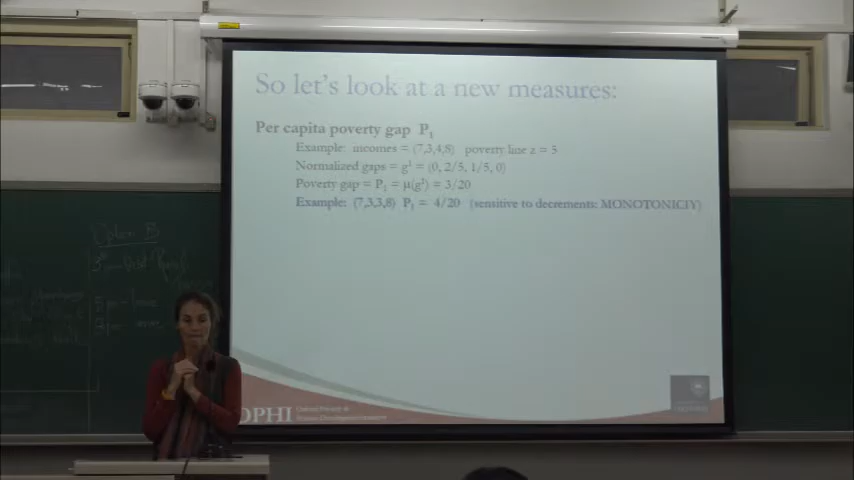 So let's look at a new measures:
Per capita poverty gap P₁
Example: incomes = (7,3,4,8) poverty line z = 5
Normalized gaps = g¹ = (0, 2/5, 1/5, 0)
Poverty gap = P₁ = μ(g¹) = 3/20
Example: (7,3,3,8) P₁ = 4/20 (sensitive to decrements: MONOTONICIY)
OPHI